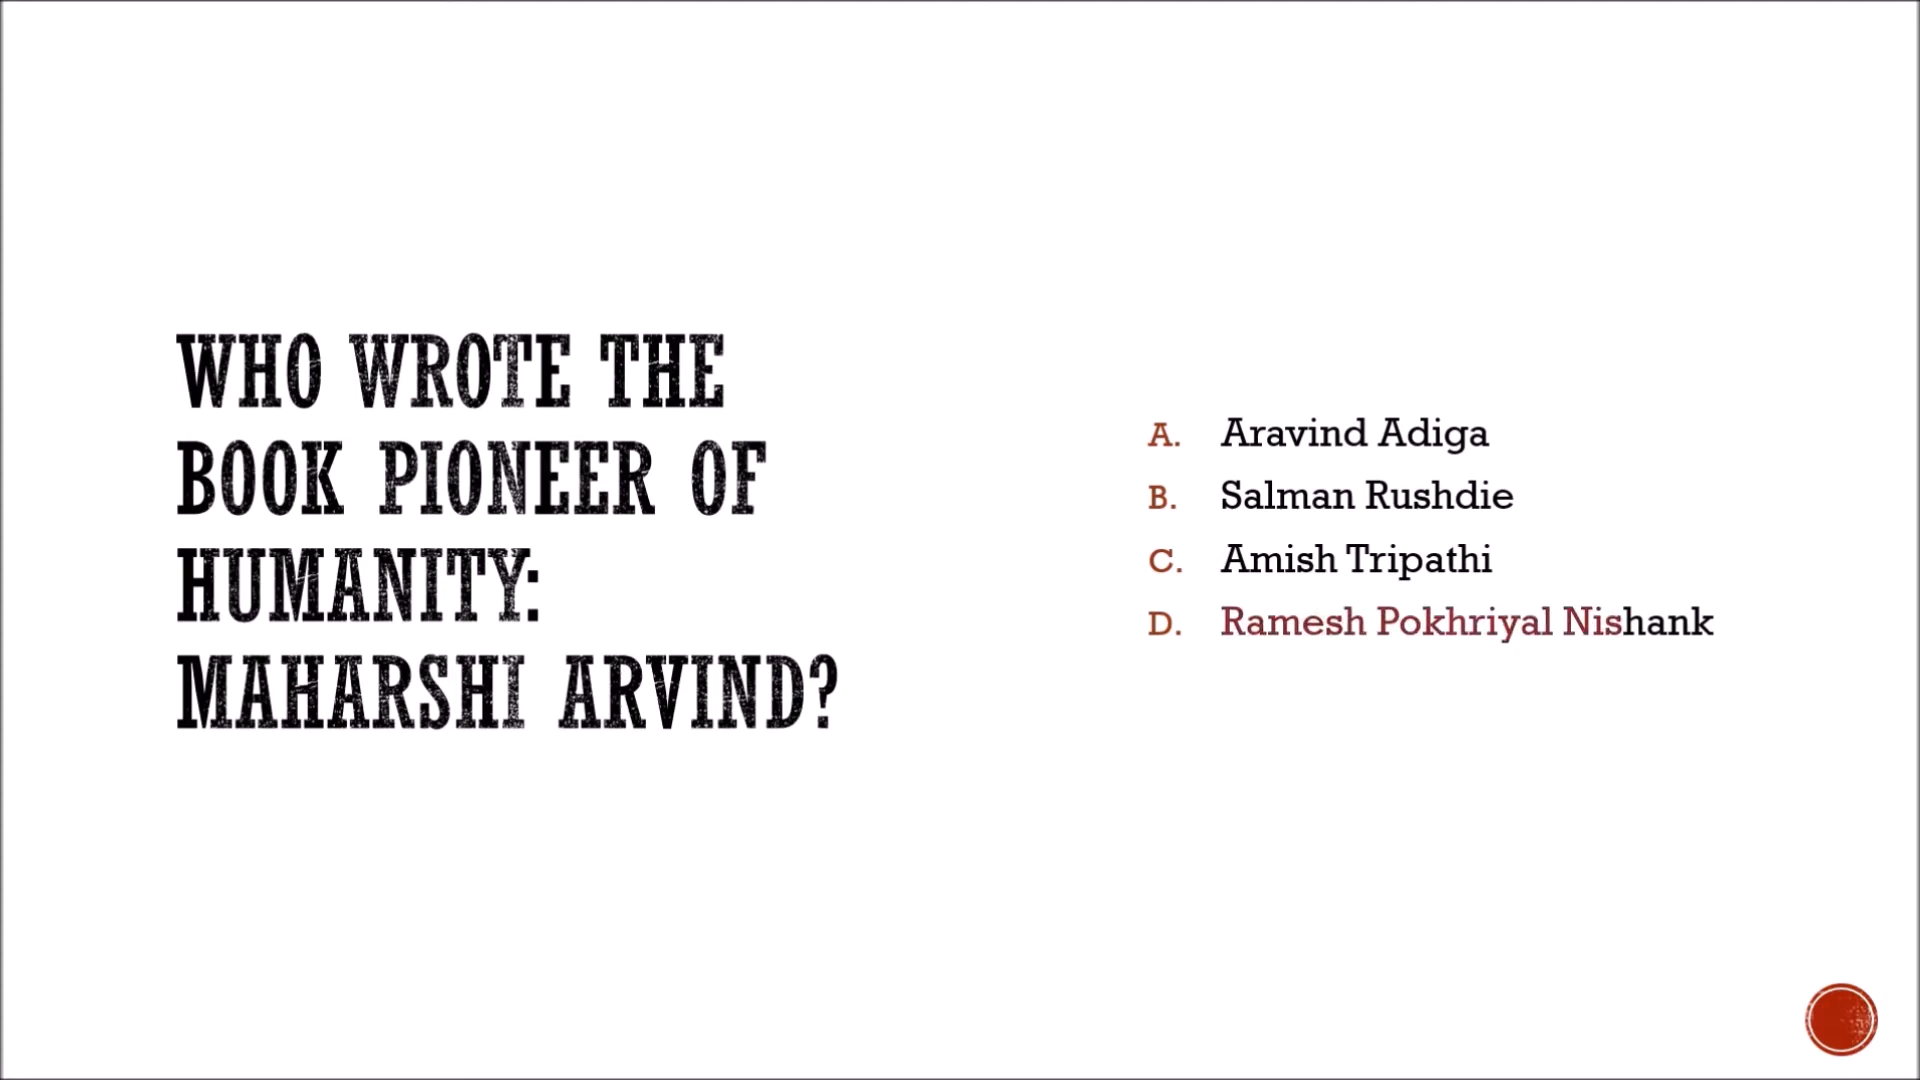 WHO WROTE THE
BOOK PIONEER OF
HUMANITY:
MAHARSHI ARVIND?
A. Aravind Adiga
B. Salman Rushdie
C. Amish Tripathi
D. Ramesh Pokhriyal Nishank